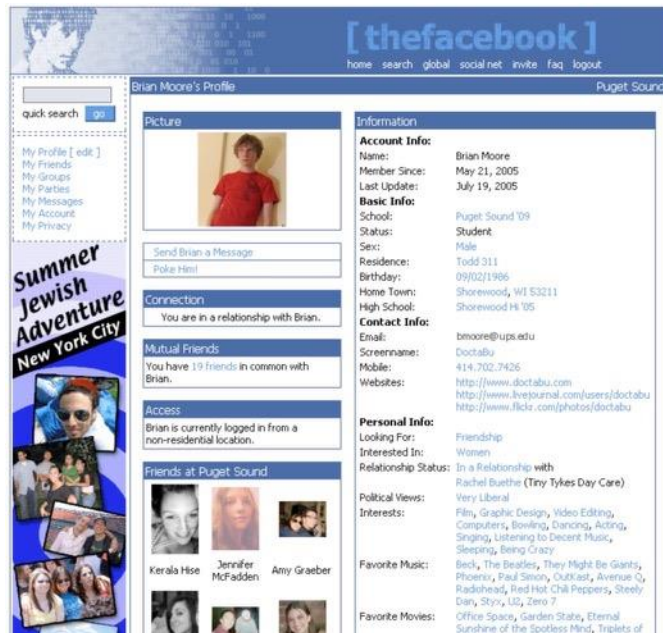 [ thefacebook ]
home search global social net invite faq logout
quick search go
My Profile [ edit ]
My Friends
My Groups
My Parties
My Messages
My Account
My Privacy
Summer
Jewish
Adventure
New York City
Brian Moore's Profile Puget Sound
Picture
Send Brian a Message
Poke Him!
Connection
You are in a relationship with Brian.
Mutual Friends
You have 19 friends in common with
Brian.
Access
Brian is currently logged in from a
non-residential location.
Friends at Puget Sound
Kerala Hise Jennifer McFadden Amy Graeber
Information
Account Info:
Name: Brian Moore
Member Since: May 21, 2005
Last Update: July 19, 2005
Basic Info:
School: Puget Sound '09
Status: Student
Sex: Male
Residence: Todd 311
Birthday: 09/02/1986
Home Town: Shorewood, WI 53211
High School: Shorewood Hi '05
Contact Info:
Email: bmoore@ups.edu
Screenname: DoctaBu
Mobile: 414.702.7426
Websites: http://www.doctabu.com
http://www.livejournal.com/users/doctabu
http://www.flickr.com/photos/doctabu
Personal Info:
Looking For: Friendship
Interested In: Women
Relationship Status: In a Relationship with
Rachel Buethe (Tiny Tykes Day Care)
Political Views: Very Liberal
Interests: Film, Graphic Design, Video Editing,
Computers, Bowling, Dancing, Acting,
Singing, Listening to Decent Music,
Sleeping, Being Crazy
Favorite Music: Beck, The Beatles, They Might Be Giants,
Phoenix, Paul Simon, OutKast, Avenue Q,
Radiohead, Red Hot Chili Peppers, Steely
Dan, Styx, U2, Zero 7
Favorite Movies: Office Space, Garden State, Eternal
Sunshine of the Spotless Mind, Triplets of